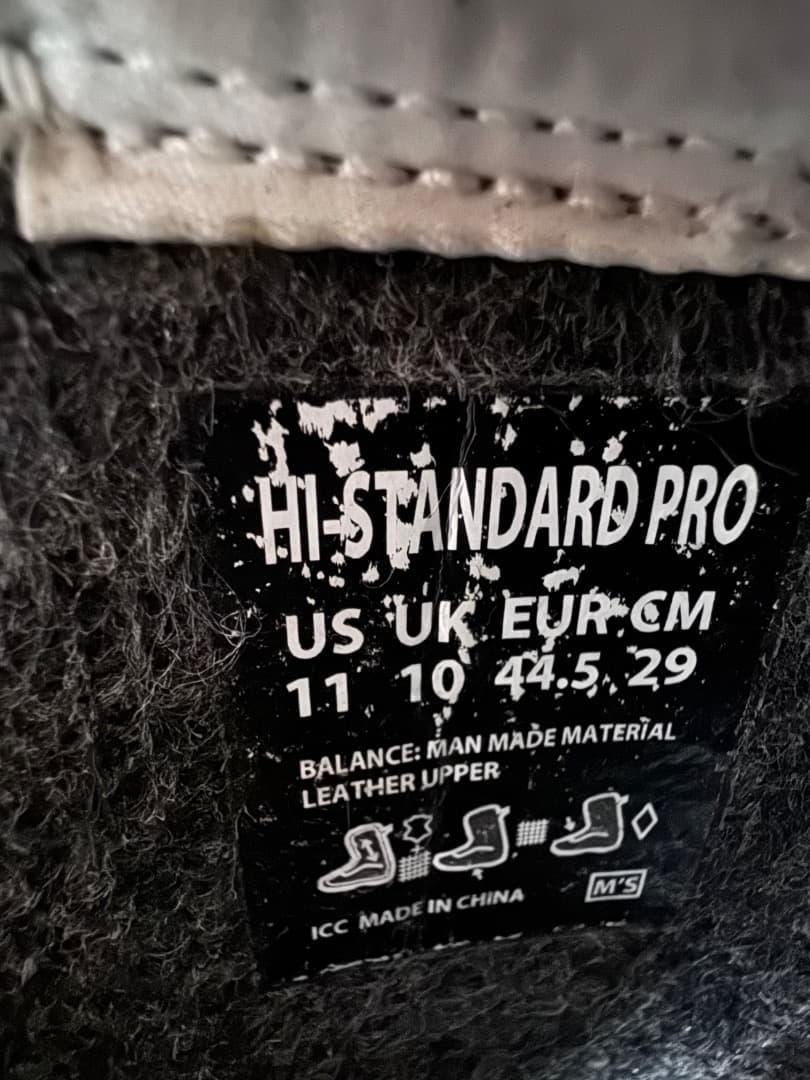 HI-STANDARD PRO
US UK EUR CM
11 10 44.5 29
BALANCE: MAN MADE MATERIAL
LEATHER UPPER
ICC MADE IN CHINA
M'S